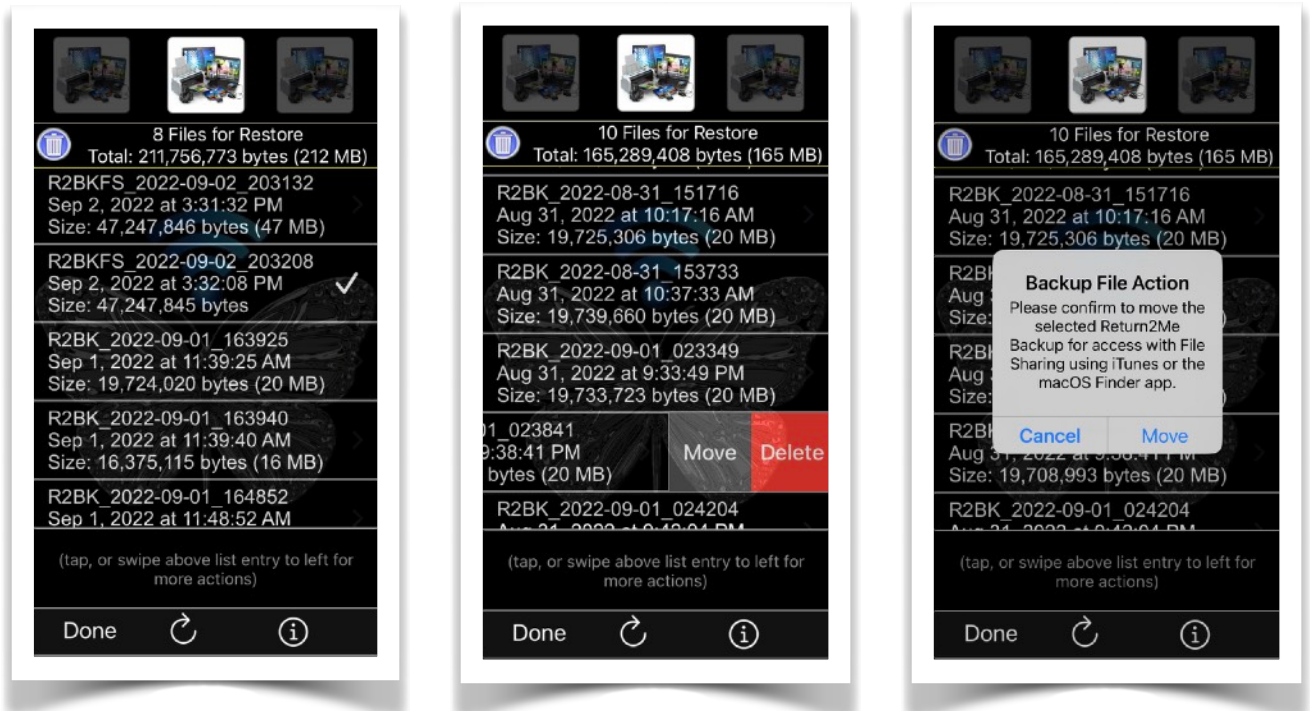 8 Files for Restore
Total: 211,756,773 bytes (212 MB)
R2BKFS_2022-09-02_203132
Sep 2, 2022 at 3:31:32 PM
Size: 47,247,846 bytes (47 MB)
R2BKFS_2022-09-02_203208
Sep 2, 2022 at 3:32:08 PM
Size: 47,247,845 bytes
R2BK_2022-09-01_163925
Sep 1, 2022 at 11:39:25 AM
Size: 19,724,020 bytes (20 MB)
R2BK_2022-09-01_163940
Sep 1, 2022 at 11:39:40 AM
Size: 16,375,115 bytes (16 MB)
R2BK_2022-09-01_164852
Sep 1, 2022 at 11:48:52 AM
(tap, or swipe above list entry to left for
more actions)
Done
10 Files for Restore
Total: 165,289,408 bytes (165 MB)
R2BK_2022-08-31_151716
Aug 31, 2022 at 10:17:16 AM
Size: 19,725,306 bytes (20 MB)
R2BK_2022-08-31_153733
Aug 31, 2022 at 10:37:33 AM
Size: 19,739,660 bytes (20 MB)
R2BK_2022-09-01_023349
Aug 31, 2022 at 9:33:49 PM
Size: 19,733,723 bytes (20 MB)
01_023841
9:38:41 PM
bytes (20 MB)
Move Delete
R2BK_2022-09-01_024204
(tap, or swipe above list entry to left for
more actions)
Done
10 Files for Restore
Total: 165,289,408 bytes (165 MB)
R2BK_2022-08-31_151716
Aug 31, 2022 at 10:17:16 AM
Size: 19,725,306 bytes (20 MB)
R2B
Aug
Size:
Backup File Action
Please confirm to move the
selected Return2Me
Backup for access with File
Sharing using iTunes or the
macOS Finder app.
Cancel Move
R2B
Aug
Size:
R2BK
Size: 19,708,993 bytes (20 MB)
R2BK_2022-09-01_024204
(tap, or swipe above list entry to left for
more actions)
Done